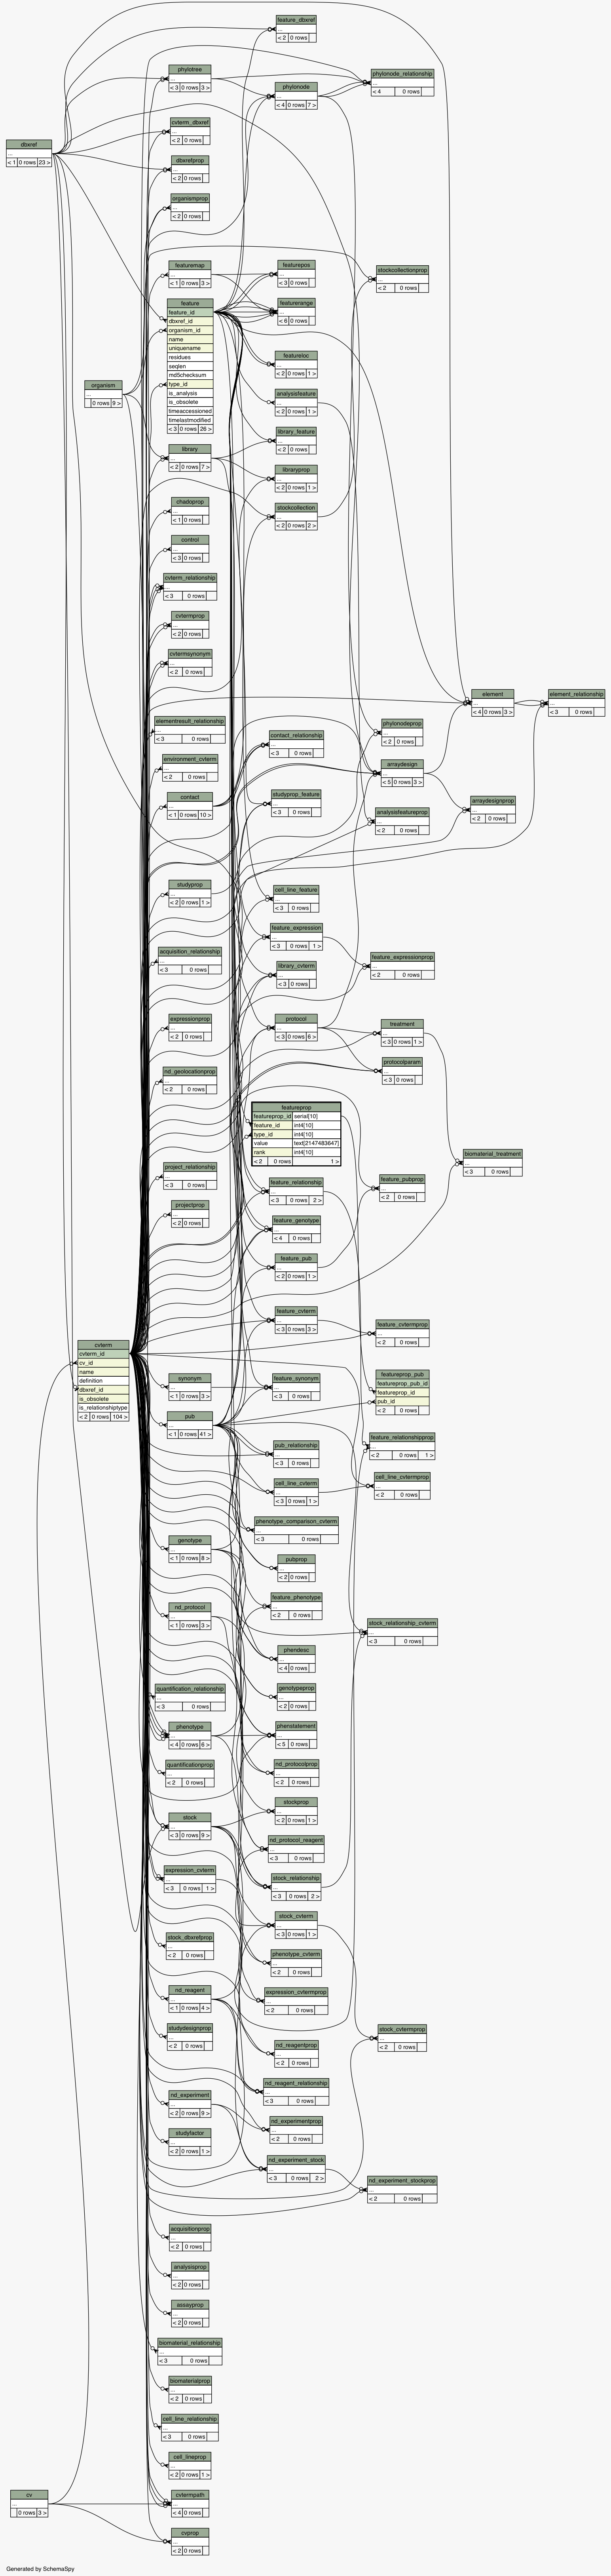 feature_dbxref
...
< 2 0 rows
phylotree
...
< 3 0 rows 3 >
phylonode_relationship
...
< 4 0 rows
phylonode
...
< 4 0 rows 7 >
cvterm_dbxref
...
< 2 0 rows
dbxref
...
< 1 0 rows 23 >
dbxrefprop
...
< 2 0 rows
organismprop
...
< 2 0 rows
featuremap
...
< 1 0 rows 3 >
featurepos
...
< 3 0 rows
stockcollectionprop
...
< 2 0 rows
feature
feature_id
dbxref_id
organism_id
name
uniquename
residues
seqlen
md5checksum
type_id
is_analysis
is_obsolete
timeaccessioned
timelastmodified
< 3 0 rows 26 >
featurerange
...
< 6 0 rows
featureloc
...
< 2 0 rows 1 >
organism
...
0 rows 9 >
analysisfeature
...
< 2 0 rows 1 >
library_feature
...
< 2 0 rows
library
...
< 2 0 rows 7 >
libraryprop
...
< 2 0 rows 1 >
chadoprop
...
< 1 0 rows
stockcollection
...
< 2 0 rows 2 >
control
...
< 3 0 rows
cvterm_relationship
...
< 3 0 rows
cvtermprop
...
< 2 0 rows
cvtermsynonym
...
< 2 0 rows
element
...
< 4 0 rows 3 >
element_relationship
...
< 3 0 rows
elementresult_relationship
...
< 3 0 rows
phylonodeprop
...
< 2 0 rows
contact_relationship
...
< 3 0 rows
environment_cvterm
...
< 2 0 rows
arraydesign
...
< 5 0 rows 3 >
contact
...
< 1 0 rows 10 >
studyprop_feature
...
< 3 0 rows
arraydesignprop
...
< 2 0 rows
analysisfeatureprop
...
< 2 0 rows
studyprop
...
< 2 0 rows 1 >
cell_line_feature
...
< 3 0 rows
feature_expression
...
< 3 0 rows 1 >
acquisition_relationship
...
< 3 0 rows
feature_expressionprop
...
< 2 0 rows
library_cvterm
...
< 3 0 rows
expressionprop
...
< 2 0 rows
protocol
...
< 3 0 rows 6 >
treatment
...
< 3 0 rows 1 >
protocolparam
...
< 3 0 rows
nd_geolocationprop
...
< 2 0 rows
featureprop
featureprop_id serial[10]
feature_id int4[10]
type_id int4[10]
value text[2147483647]
rank int4[10]
< 2 0 rows 1 >
biomaterial_treatment
...
< 3 0 rows
project_relationship
...
< 3 0 rows
feature_relationship
...
< 3 0 rows 2 >
feature_pubprop
...
< 2 0 rows
projectprop
...
< 2 0 rows
feature_genotype
...
< 4 0 rows
feature_pub
...
< 2 0 rows 1 >
feature_cvterm
...
< 3 0 rows 3 >
feature_cvtermprop
...
< 2 0 rows
cvterm
cvterm_id
cv_id
name
definition
dbxref_id
is_obsolete
is_relationshiptype
< 2 0 rows 104 >
synonym
...
< 1 0 rows 3 >
feature_synonym
...
< 3 0 rows
featureprop_pub
featureprop_pub_id
featureprop_id
pub_id
< 2 0 rows
pub
...
< 1 0 rows 41 >
feature_relationshipprop
...
< 2 0 rows 1 >
pub_relationship
...
< 3 0 rows
cell_line_cvterm
...
< 3 0 rows 1 >
cell_line_cvtermprop
...
< 2 0 rows
phenotype_comparison_cvterm
...
< 3 0 rows
genotype
...
< 1 0 rows 8 >
pubprop
...
< 2 0 rows
nd_protocol
...
< 1 0 rows 3 >
feature_phenotype
...
< 2 0 rows
stock_relationship_cvterm
...
< 3 0 rows
phendesc
...
< 4 0 rows
quantification_relationship
...
< 3 0 rows
genotypeprop
...
< 2 0 rows
phenotype
...
< 4 0 rows 6 >
phenstatement
...
< 5 0 rows
quantificationprop
...
< 2 0 rows
nd_protocolprop
...
< 2 0 rows
stock
...
< 3 0 rows 9 >
stockprop
...
< 2 0 rows 1 >
nd_protocol_reagent
...
< 3 0 rows
expression_cvterm
...
< 3 0 rows 1 >
stock_relationship
...
< 3 0 rows 2 >
stock_cvterm
...
< 3 0 rows 1 >
stock_dbxrefprop
...
< 2 0 rows
phenotype_cvterm
...
< 2 0 rows
nd_reagent
...
< 1 0 rows 4 >
expression_cvtermprop
...
< 2 0 rows
studydesignprop
...
< 2 0 rows
stock_cvtermprop
...
< 2 0 rows
nd_reagentprop
...
< 2 0 rows
nd_reagent_relationship
...
< 3 0 rows
nd_experiment
...
< 2 0 rows 9 >
nd_experimentprop
...
< 2 0 rows
studyfactor
...
< 2 0 rows 1 >
nd_experiment_stock
...
< 3 0 rows 2 >
nd_experiment_stockprop
...
< 2 0 rows
acquisitionprop
...
< 2 0 rows
analysisprop
...
< 2 0 rows
assayprop
...
< 2 0 rows
biomaterial_relationship
...
< 3 0 rows
biomaterialprop
...
< 2 0 rows
cell_line_relationship
...
< 3 0 rows
cell_lineprop
...
< 2 0 rows 1 >
cv
...
0 rows 3 >
cvtermpath
...
< 4 0 rows
cvprop
...
< 2 0 rows
Generated by SchemaSpy